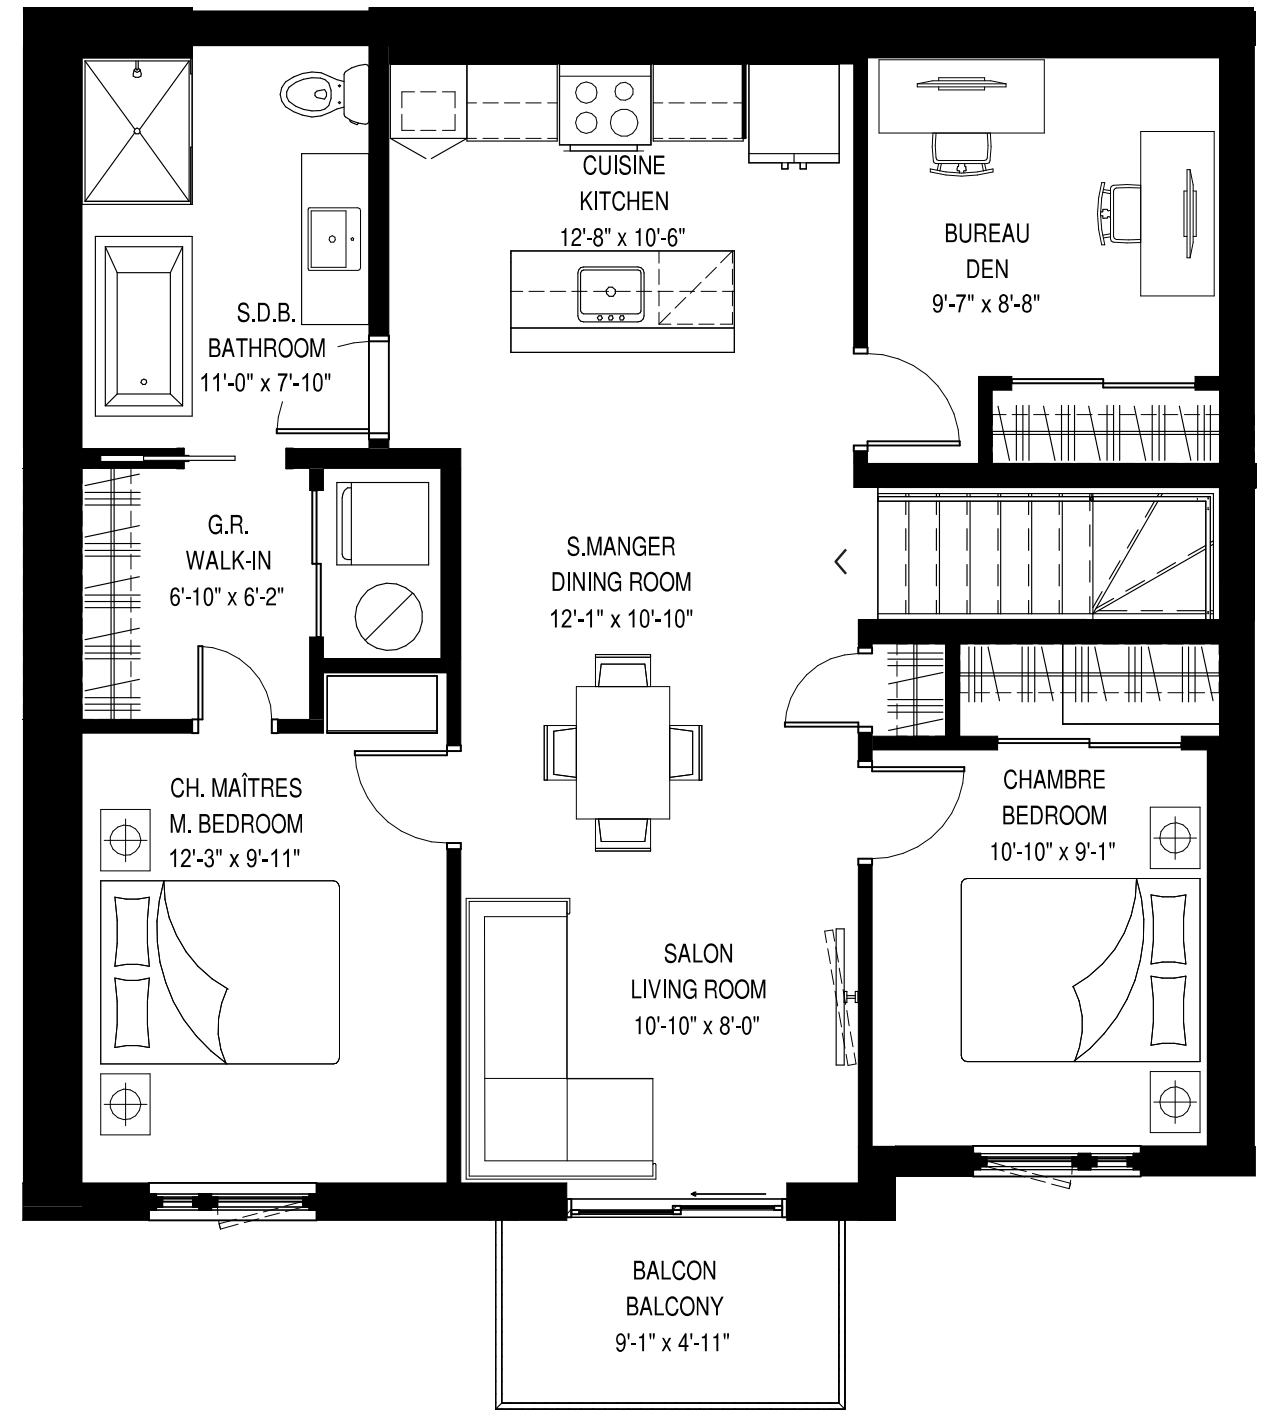 CUISINE
KITCHEN
12'-8" x 10'-6"
BUREAU
DEN
9'-7" x 8'-8"
S.D.B.
BATHROOM
11'-0" x 7'-10"
G.R.
WALK-IN
6'-10" x 6'-2"
S.MANGER
DINING ROOM
12'-1" x 10'-10"
CH. MAÎTRES
M. BEDROOM
12'-3" x 9'-11"
CHAMBRE
BEDROOM
10'-10" x 9'-1"
SALON
LIVING ROOM
10'-10" x 8'-0"
BALCON
BALCONY
9'-1" x 4'-11"